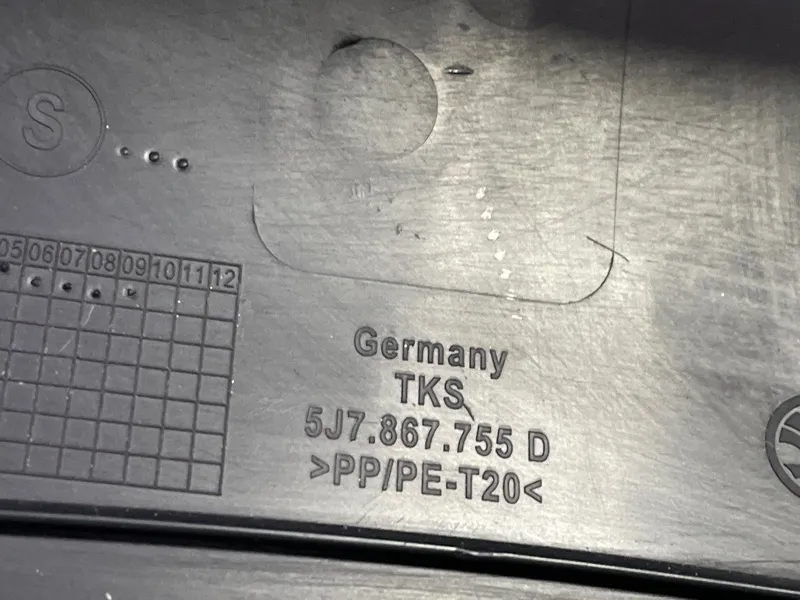 S
05 06 07 08 09 10 11 12
Germany
TKS
5J7.867.755 D
>PP/PE-T20<